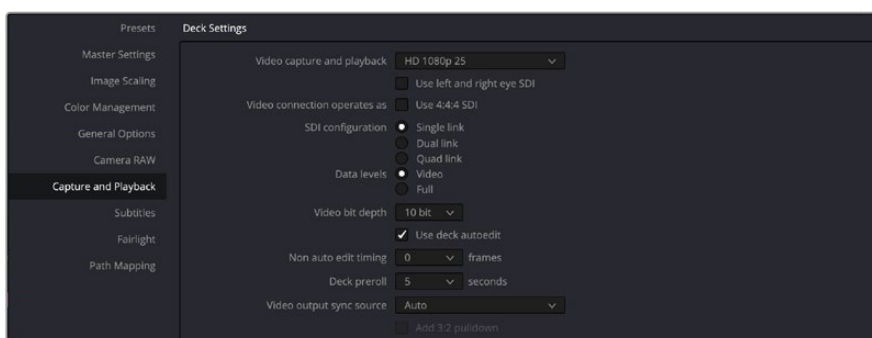 Presets
Master Settings
Image Scaling
Color Management
General Options
Camera RAW
Capture and Playback
Subtitles
Fairlight
Path Mapping
Deck Settings
Video capture and playback HD 1080p 25
Use left and right eye SDI
Video connection operates as Use 4:4:4 SDI
SDI configuration Single link
Dual link
Quad link
Data levels Video
Full
Video bit depth 10 bit
Use deck autoedit
Non auto edit timing 0 frames
Deck preroll 5 seconds
Video output sync source Auto
Add 3:2 pulldown